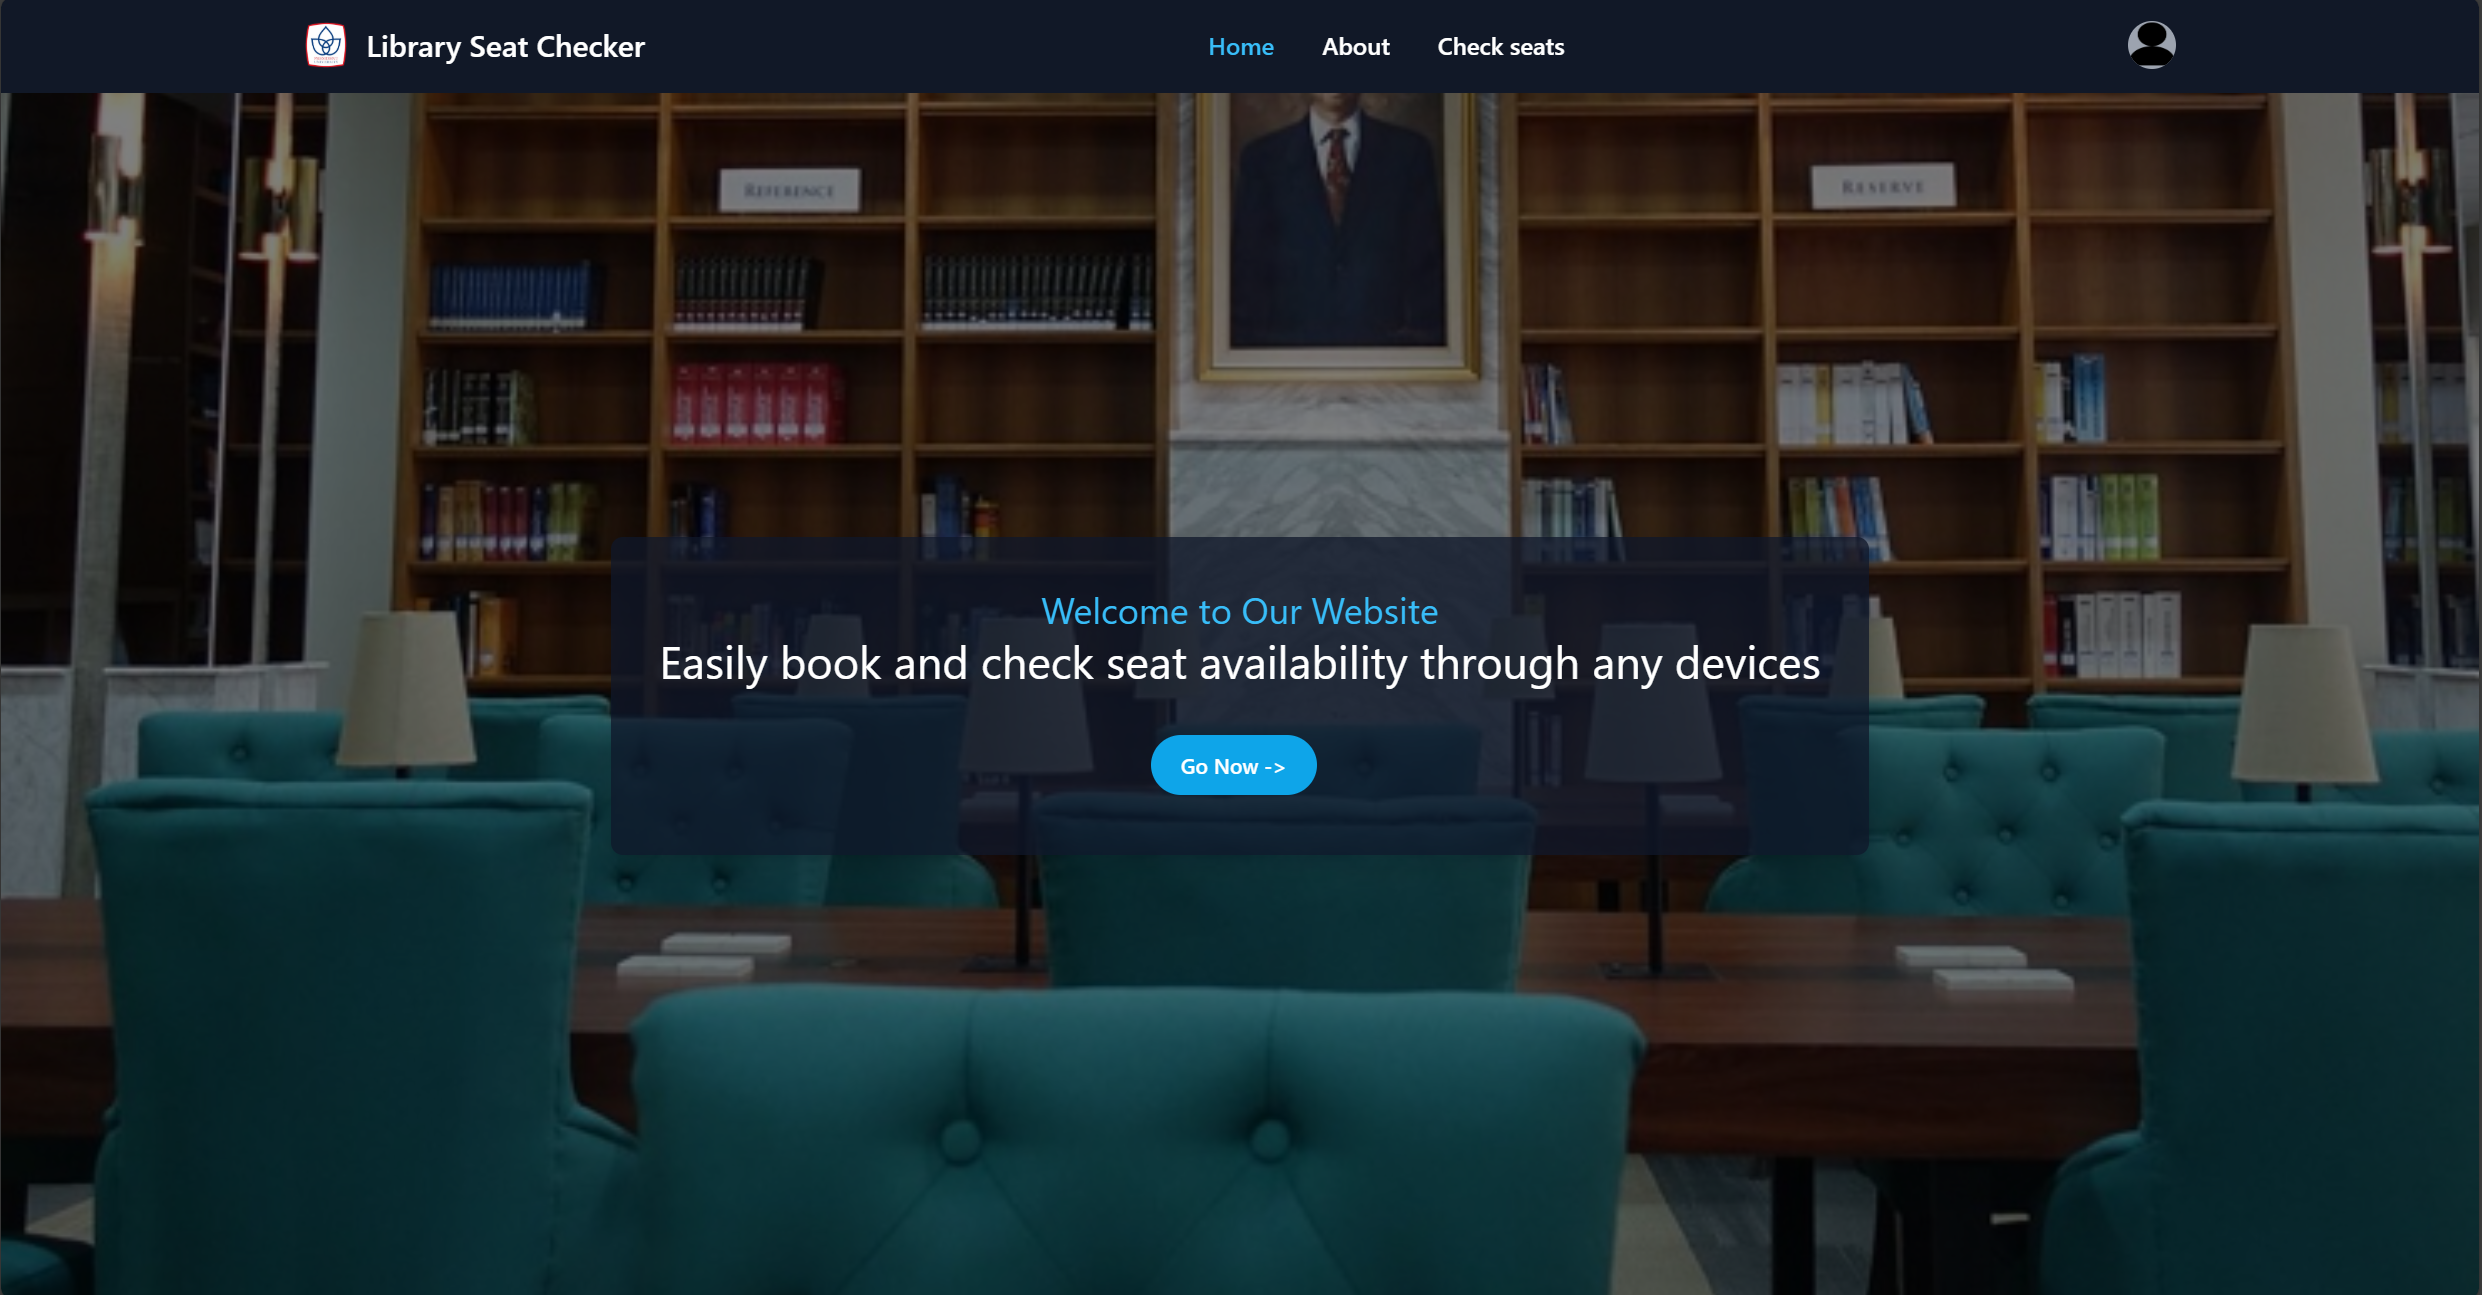 Library Seat Checker
Home
About
Check seats
REFERENCE
RESERVE
Welcome to Our Website
Easily book and check seat availability through any devices
Go Now ->